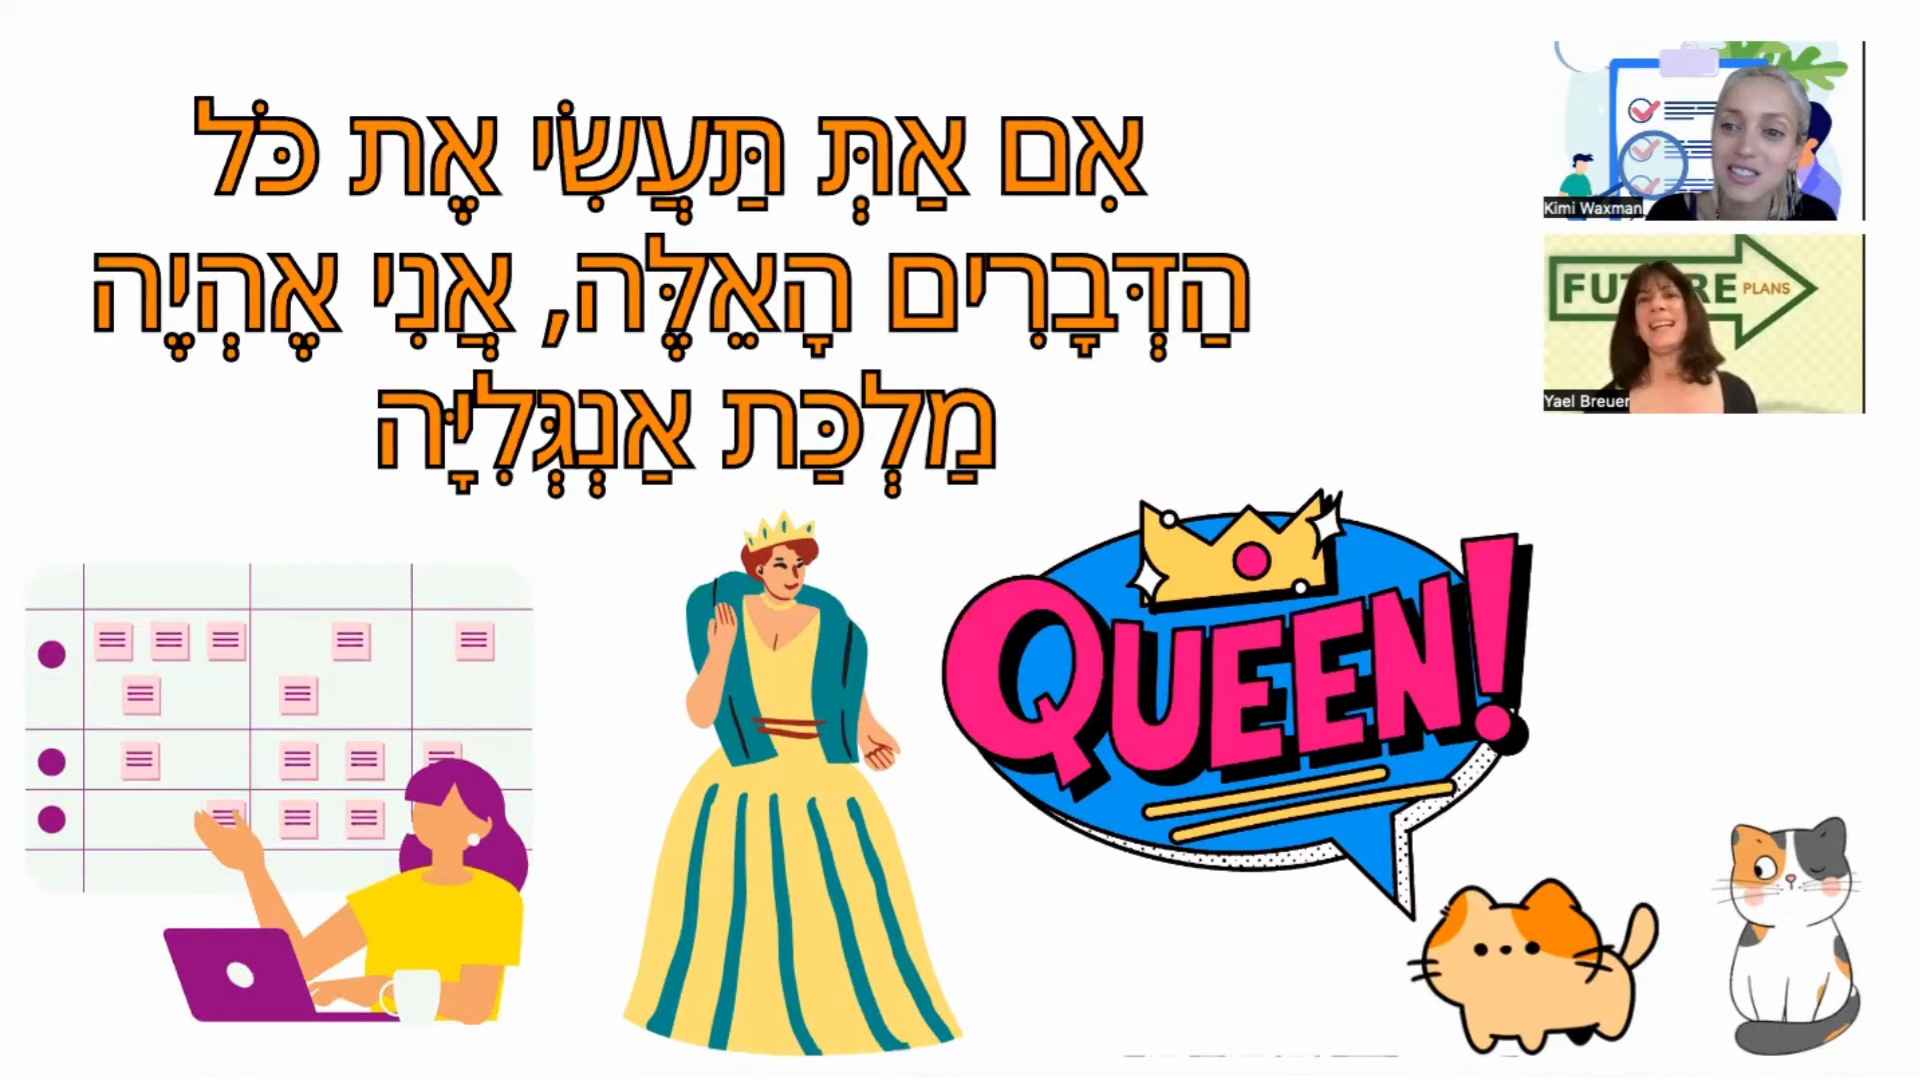 אִם אַתְּ תַּעֲשִׂי אֶת כֹּל
הַדְּבָרִים הָאֵלֶּה, אֲנִי אֶהְיֶה
מַלְכַּת אַנְגְּלִיָּה
Kimi Waxman
FUTURE PLANS
Yael Breuer
QUEEN!